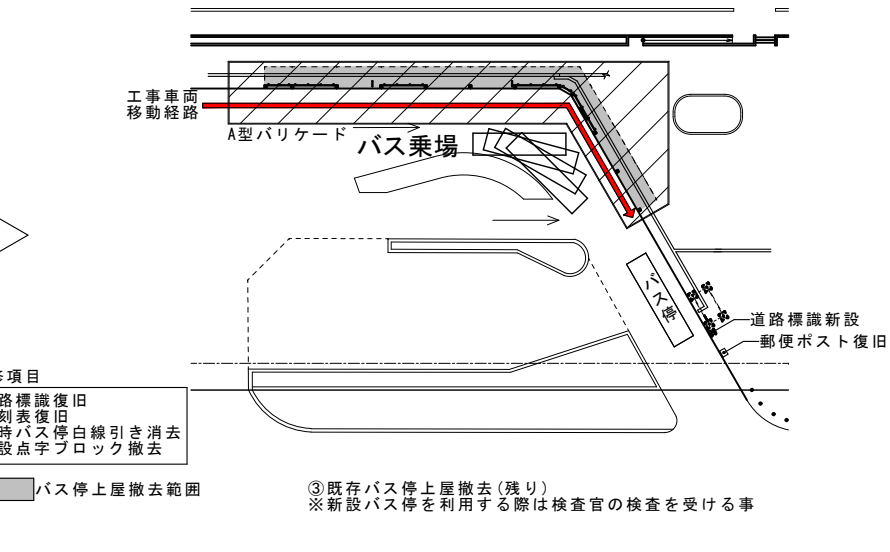 工事車両
移動経路
A型バリケード
バス乗場
バス停
道路標識新設
郵便ポスト復旧
項目
路標識復旧
刻表復旧
時バス停白線引き消去
設点字ブロック撤去
バス停上屋撤去範囲
③既存バス停上屋撤去(残り)
※新設バス停を利用する際は検査官の検査を受ける事